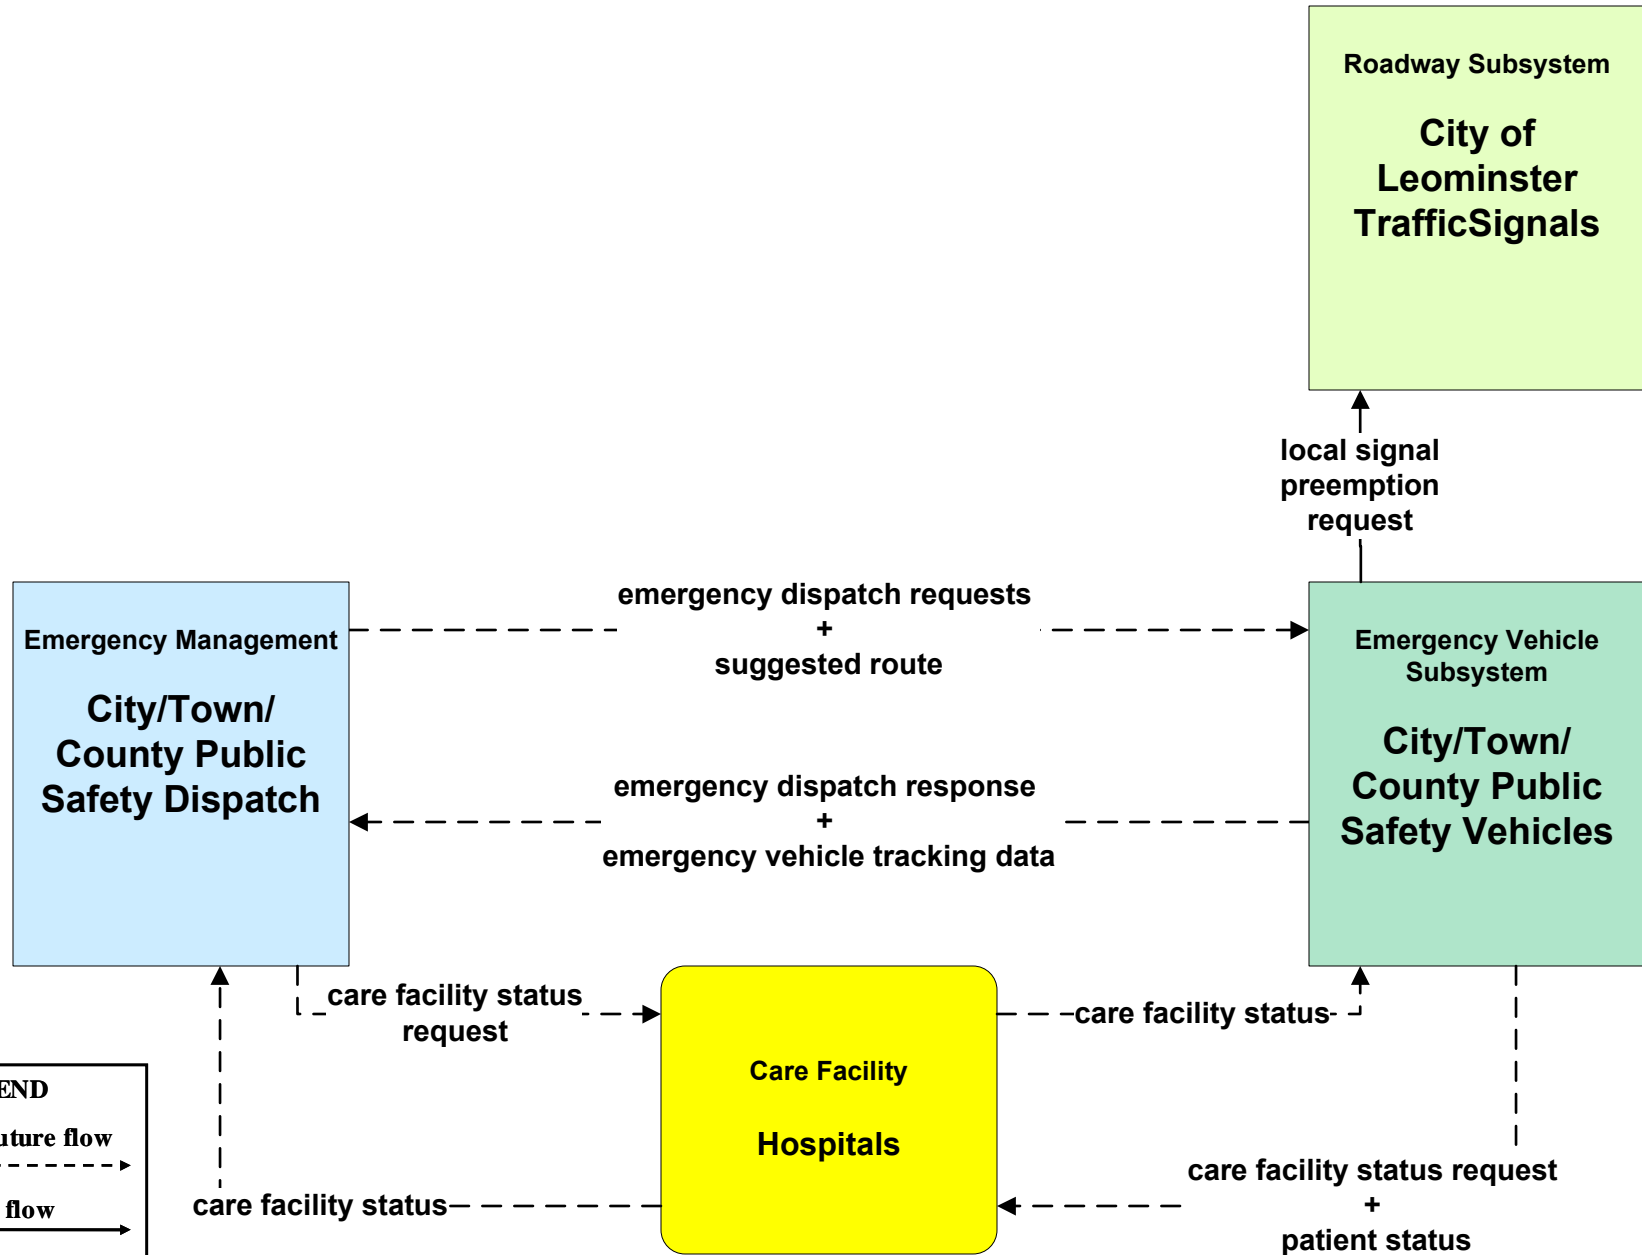 Roadway Subsystem
City of
Leominster
TrafficSignals
local signal
preemption
request
emergency dispatch requests
+
suggested route
Emergency Management
City/Town/
County Public
Safety Dispatch
Emergency Vehicle
Subsystem
City/Town/
County Public
Safety Vehicles
emergency dispatch response
+
emergency vehicle tracking data
care facility status
request
care facility status
Care Facility
Hospitals
END
uture flow
flow
care facility status
care facility status request
+
patient status